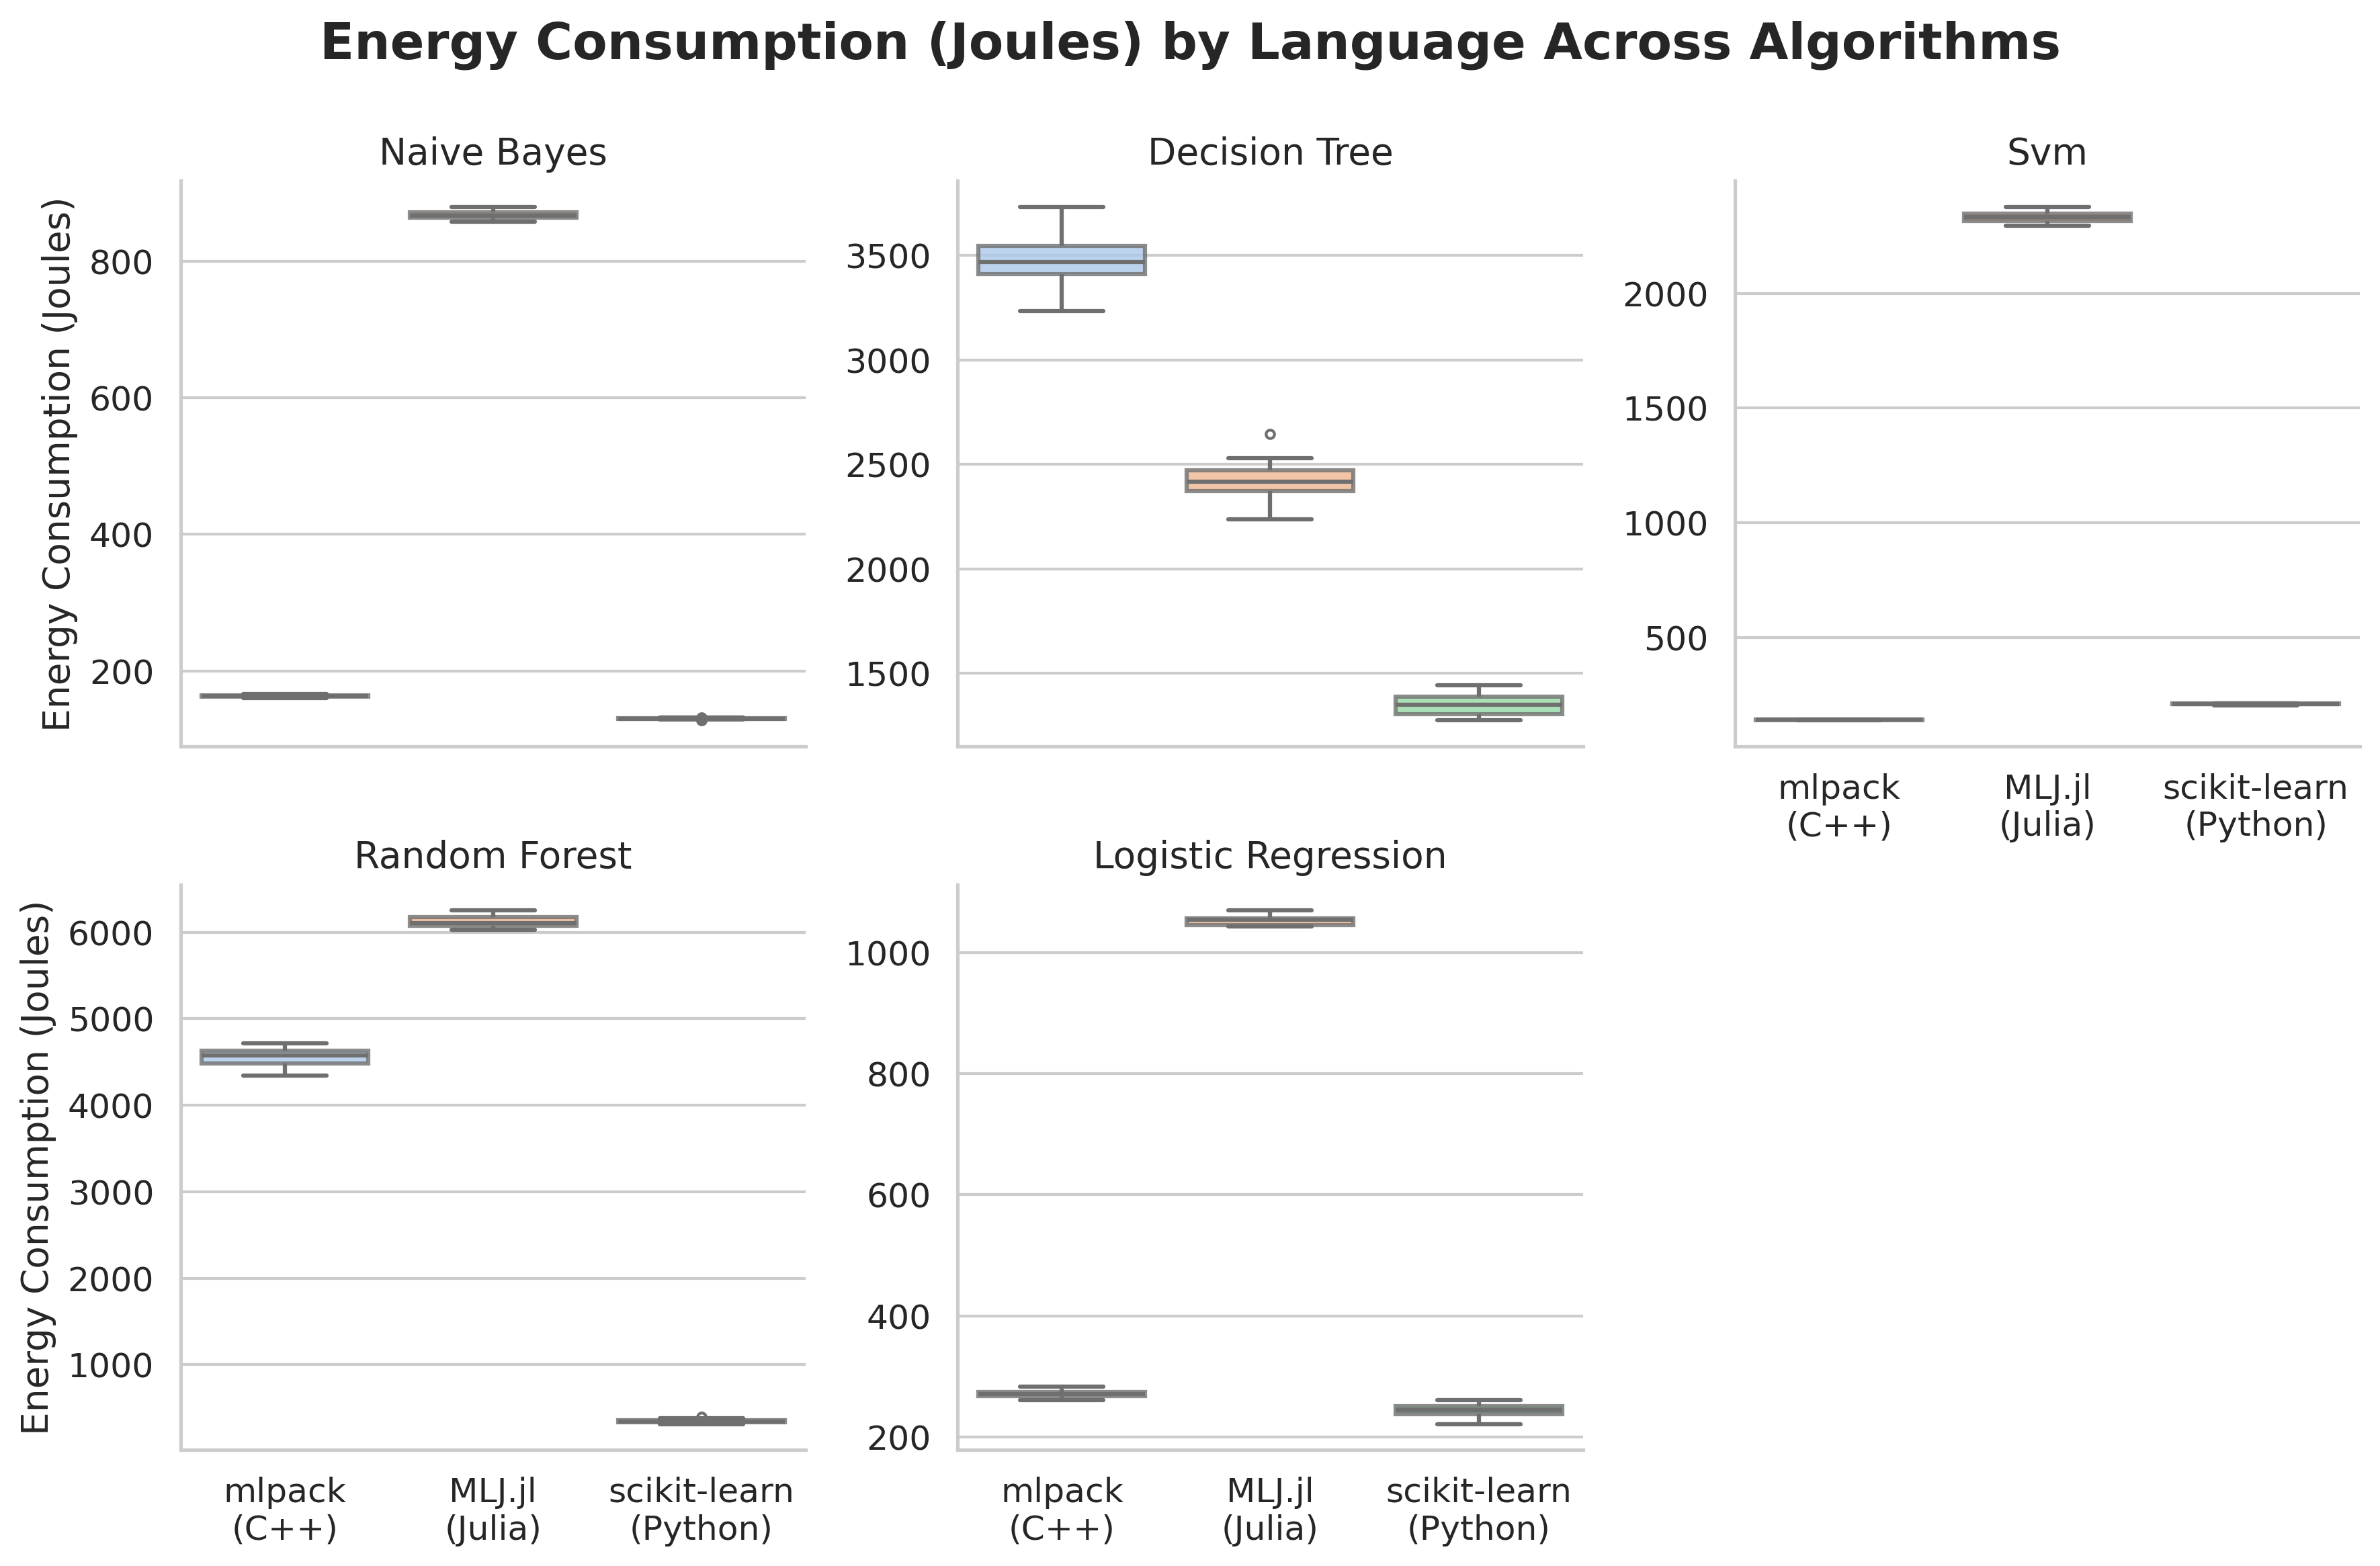 Energy Consumption (Joules) by Language Across Algorithms
Naive Bayes
Energy Consumption (Joules)
800
600
400
200
Decision Tree
3500
3000
2500
2000
1500
Svm
2000
1500
1000
500
mlpack
(C++)
MLJ.jl
(Julia)
scikit-learn
(Python)
Random Forest
Energy Consumption (Joules)
6000
5000
4000
3000
2000
1000
mlpack
(C++)
MLJ.jl
(Julia)
scikit-learn
(Python)
Logistic Regression
1000
800
600
400
200
mlpack
(C++)
MLJ.jl
(Julia)
scikit-learn
(Python)